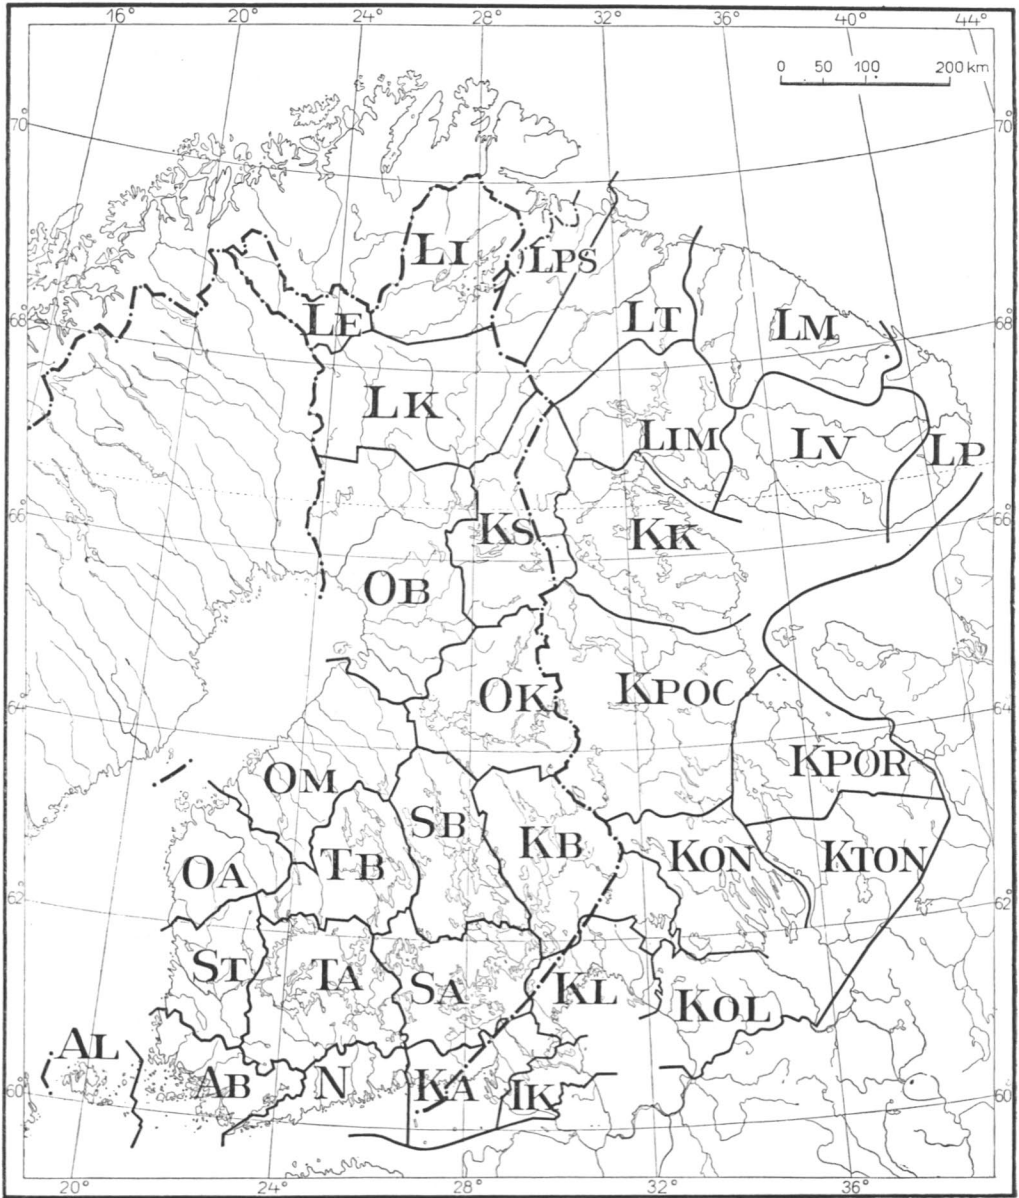 16° 20° 24° 28° 32° 36° 40° 44°
0 50 100 200 km
70° 70°
LI LPS
LE LT LM
68° 68°
LK LIM LV LP
66° 66°
KS KK
OB
OK KPOC
64° 64°
KPOR
OM SB KB KON KTON
OA TB
62° 62°
ST TA SA KL KOL
AL
AB N KA IK
60° 60°
20° 24° 28° 32° 36°